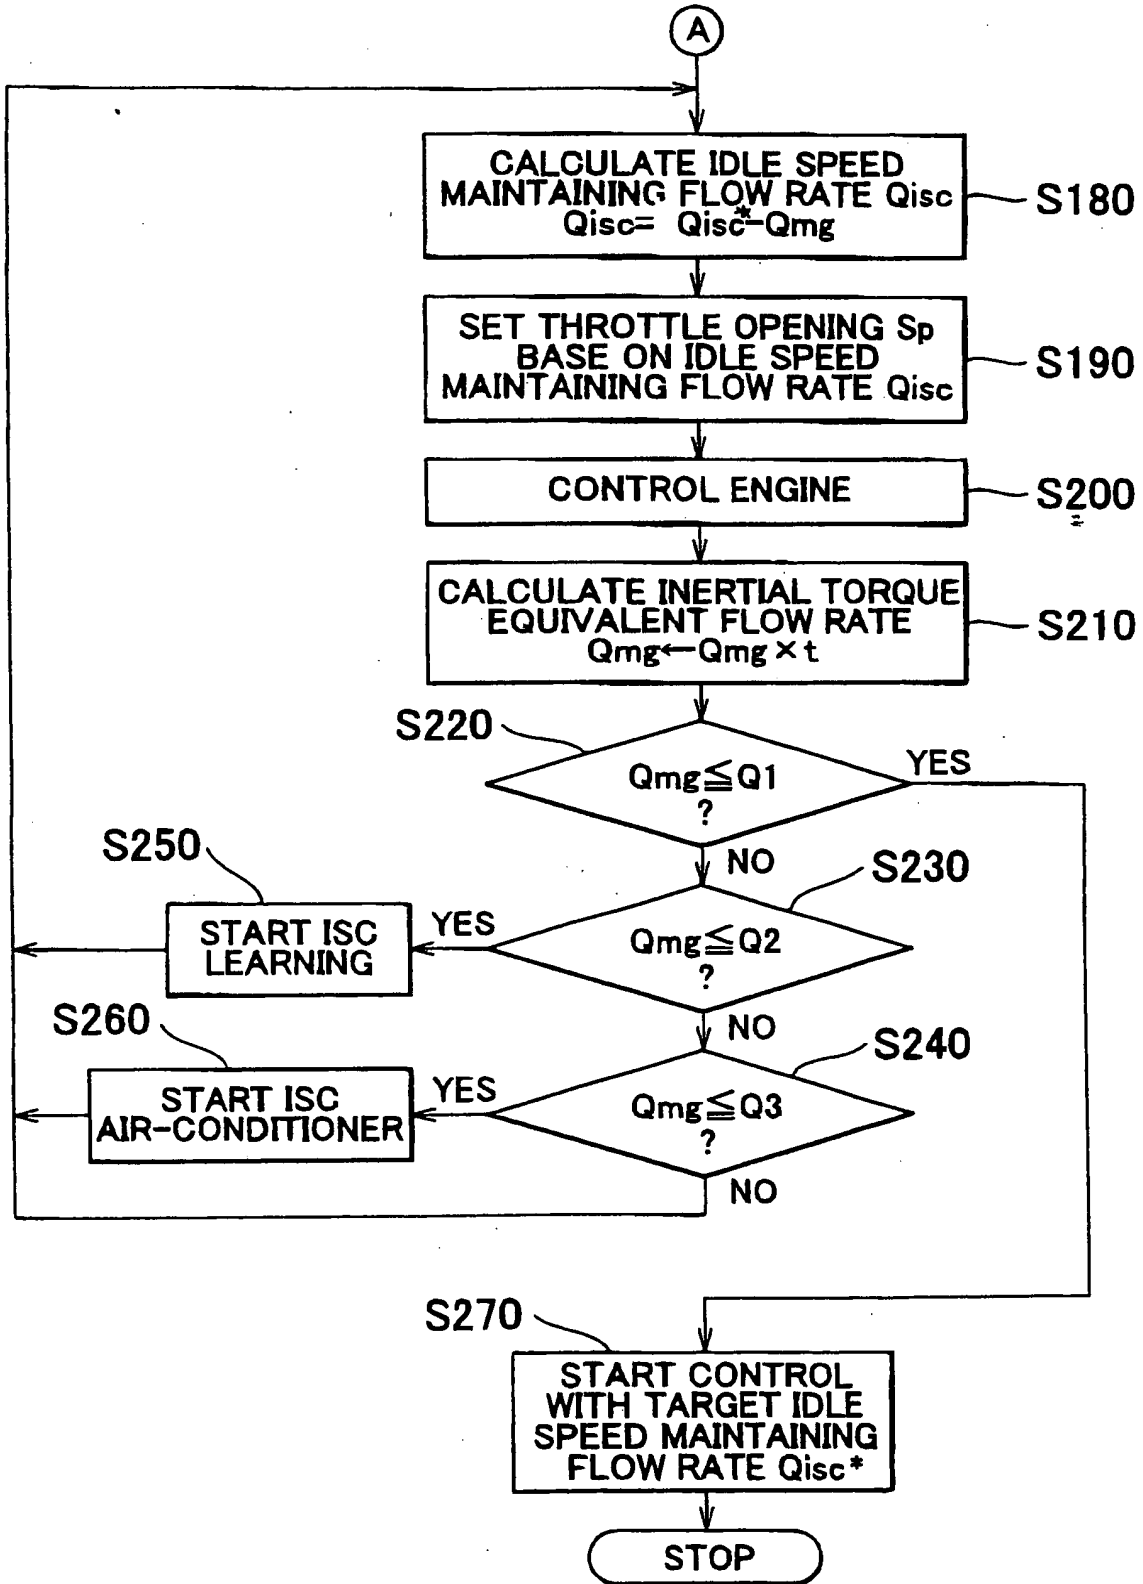 A
CALCULATE IDLE SPEED
MAINTAINING FLOW RATE Qisc
Qisc= Qisc*-Qmg
S180
SET THROTTLE OPENING Sp
BASE ON IDLE SPEED
MAINTAINING FLOW RATE Qisc
S190
CONTROL ENGINE
S200
CALCULATE INERTIAL TORQUE
EQUIVALENT FLOW RATE
Qmg←Qmg×t
S210
S220
Qmg≦Q1
?
YES
NO
S230
Qmg≦Q2
?
YES
S250
START ISC
LEARNING
NO
S240
Qmg≦Q3
?
YES
S260
START ISC
AIR-CONDITIONER
NO
S270
START CONTROL
WITH TARGET IDLE
SPEED MAINTAINING
FLOW RATE Qisc*
STOP